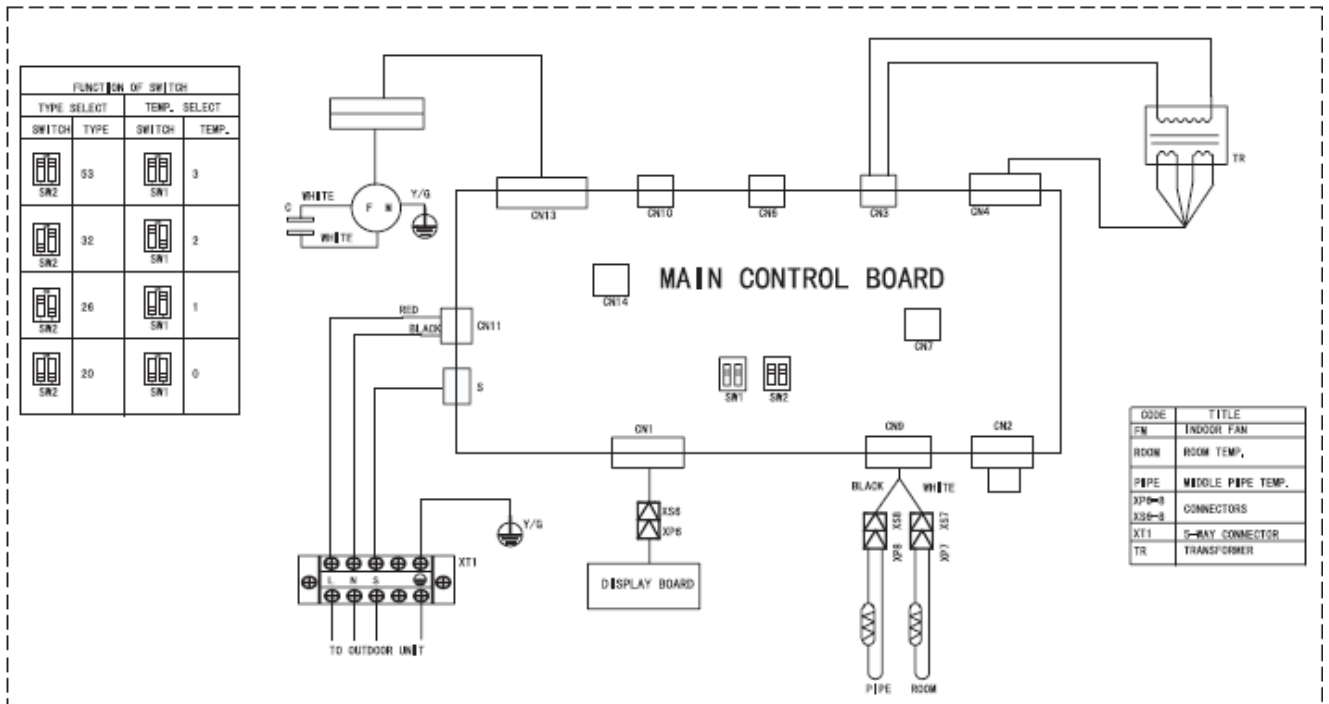 FUNCTION OF SWITCH
TYPE SELECT TEMP. SELECT
SWITCH TYPE SWITCH TEMP.
SW2 53 SW1 3
SW2 32 SW1 2
SW2 26 SW1 1
SW2 20 SW1 0
WHITE
C
WHITE
F M
Y/G
CN13
CN10
CN6
CN3
CN4
TR
MAIN CONTROL BOARD
CN14
CN7
RED
BLACK
CN11
S
SW1
SW2
CN1
CN9
CN2
BLACK
WHITE
XS6
XP6
XS8
XP8
XS7
XP7
DISPLAY BOARD
PIPE
ROOM
Y/G
XT1
L N S
TO OUTDOOR UNIT
CODE TITLE
FM INDOOR FAN
ROOM ROOM TEMP.
PIPE MIDDLE PIPE TEMP.
XP6-8
XS6-8
CONNECTORS
XT1 5-WAY CONNECTOR
TR TRANSFORMER